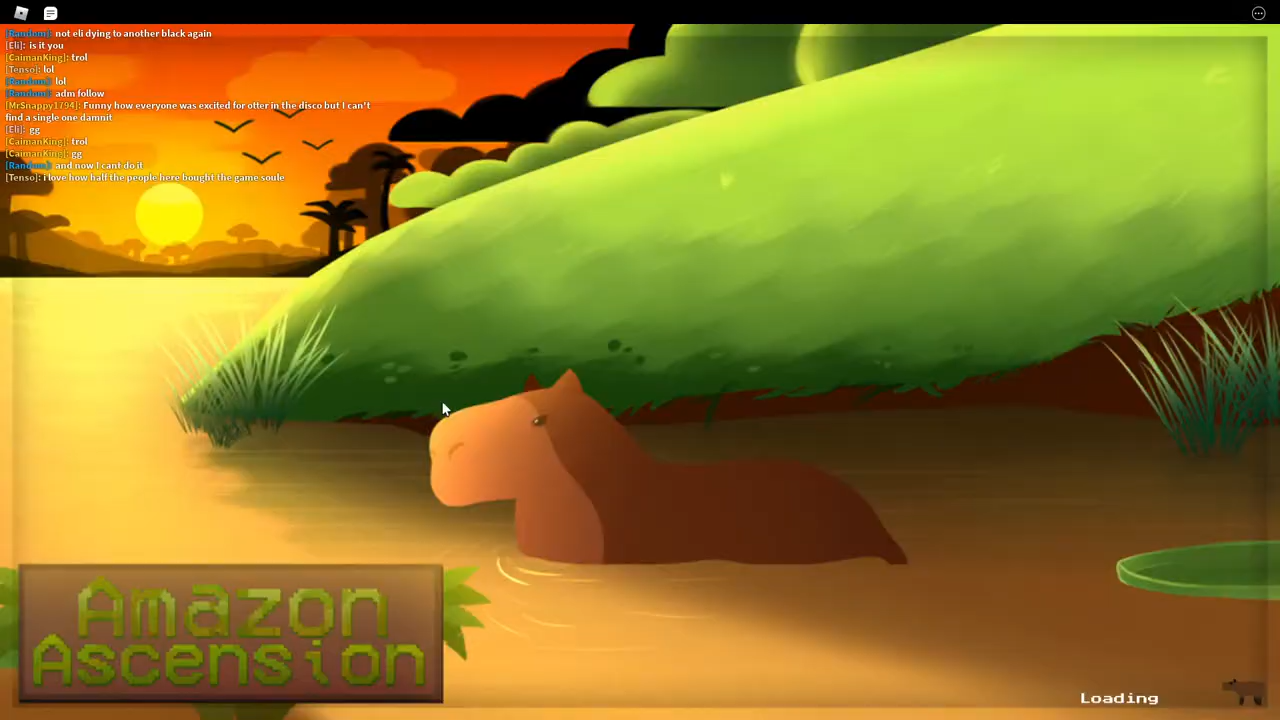 [Random]: not eli dying to another black again
[Eli]: is it you
[CaimanKing]: trol
[Tenso]: lol
[Random]: lol
[Random]: adm follow
[MrSnappy1794]: Funny how everyone was excited for otter in the disco but I can't
find a single one damnit
[Eli]: gg
[CaimanKing]: trol
[CaimanKing]: gg
[Random]: and now I cant do it
[Tenso]: i love how half the people here bought the game soule
Amazon
Ascension
Loading